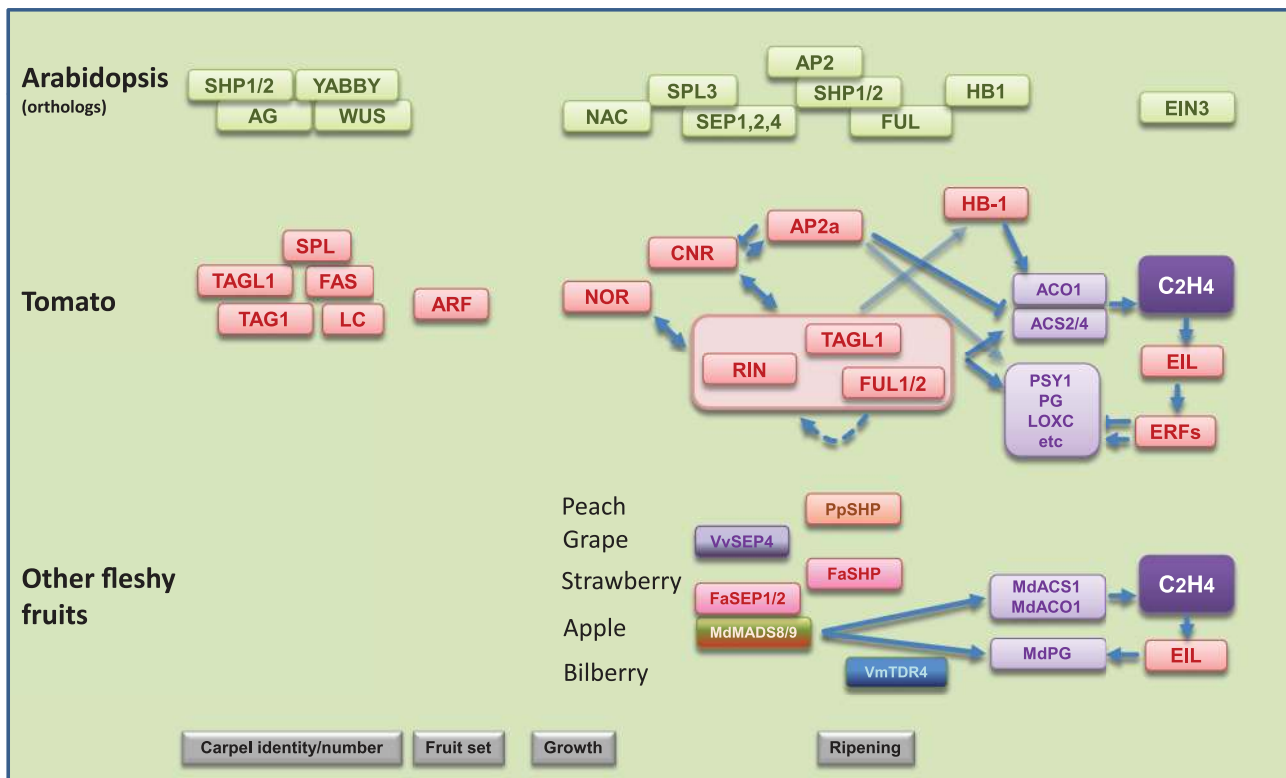 Arabidopsis
(orthologs)
SHP1/2
YABBY
AG
WUS
AP2
SPL3
SHP1/2
HB1
NAC
SEP1,2,4
FUL
EIN3
Tomato
SPL
TAGL1
FAS
TAG1
LC
ARF
HB-1
AP2a
CNR
NOR
TAGL1
RIN
FUL1/2
ACO1
ACS2/4
C2H4
EIL
PSY1
PG
LOXC
etc
ERFs
Other fleshy
fruits
Peach
PpSHP
Grape
VvSEP4
Strawberry
FaSHP
FaSEP1/2
Apple
MdMADS8/9
Bilberry
VmTDR4
MdACS1
MdACO1
C2H4
MdPG
EIL
Carpel identity/number
Fruit set
Growth
Ripening